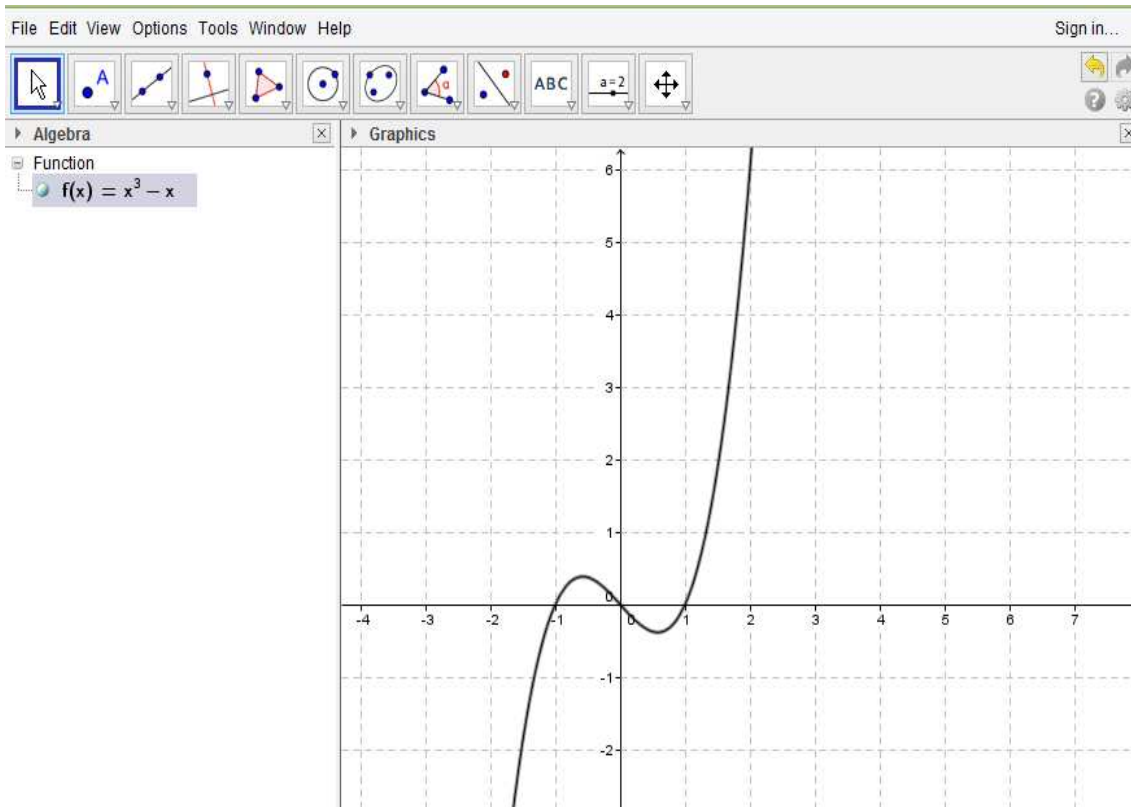 File Edit View Options Tools Window Help Sign in...
A α ABC a=2
Algebra Graphics
Function
f(x) = x³ − x
6
5
4
3
2
1
0
-4 -3 -2 -1 0 1 2 3 4 5 6 7
-1
-2